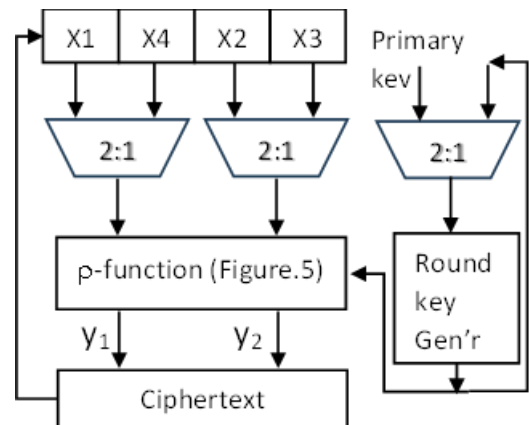 X1 X4 X2 X3
Primary
kev
2:1
2:1
2:1
p-function (Figure.5)
Round
key
Gen'r
y1
y2
Ciphertext